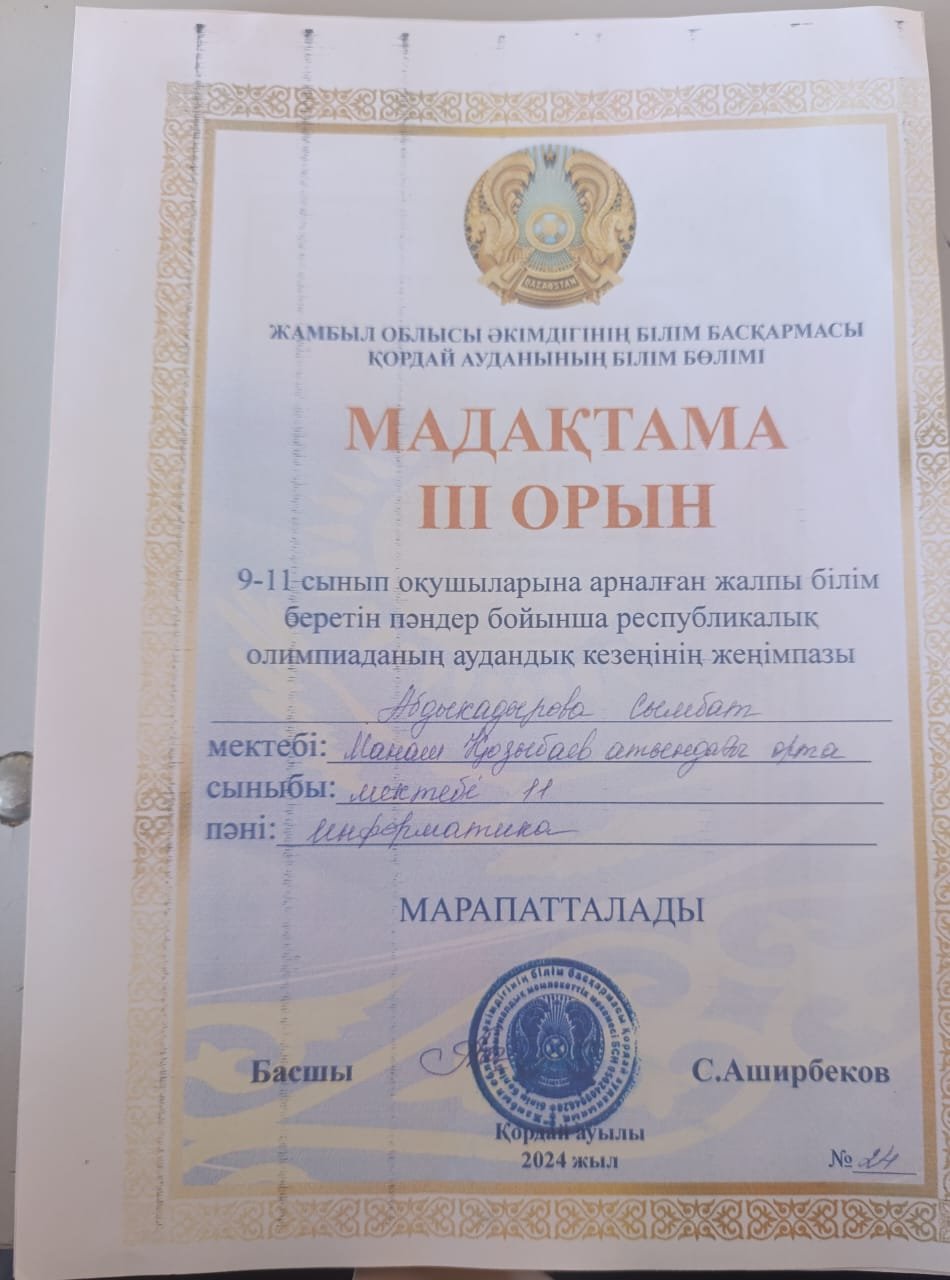 QAZAQSTAN
ЖАМБЫЛ ОБЛЫСЫ ӘКІМДІГІНІҢ БІЛІМ БАСҚАРМАСЫ
ҚОРДАЙ АУДАНЫНЫҢ БІЛІМ БӨЛІМІ
МАДАҚТАМА
ІІІ ОРЫН
9-11 сынып оқушыларына арналған жалпы білім
беретін пәндер бойынша республикалық
олимпиаданың аудандық кезеңінің жеңімпазы
Абдыкадырова Сымбат
мектебі: Манаш Қозыбаев атындағы орта
сыныбы: мектебі 11
пәні: информатика
МАРАПАТТАЛАДЫ
Басшы
С.Аширбеков
Қордай ауылы
2024 жыл
№ 24